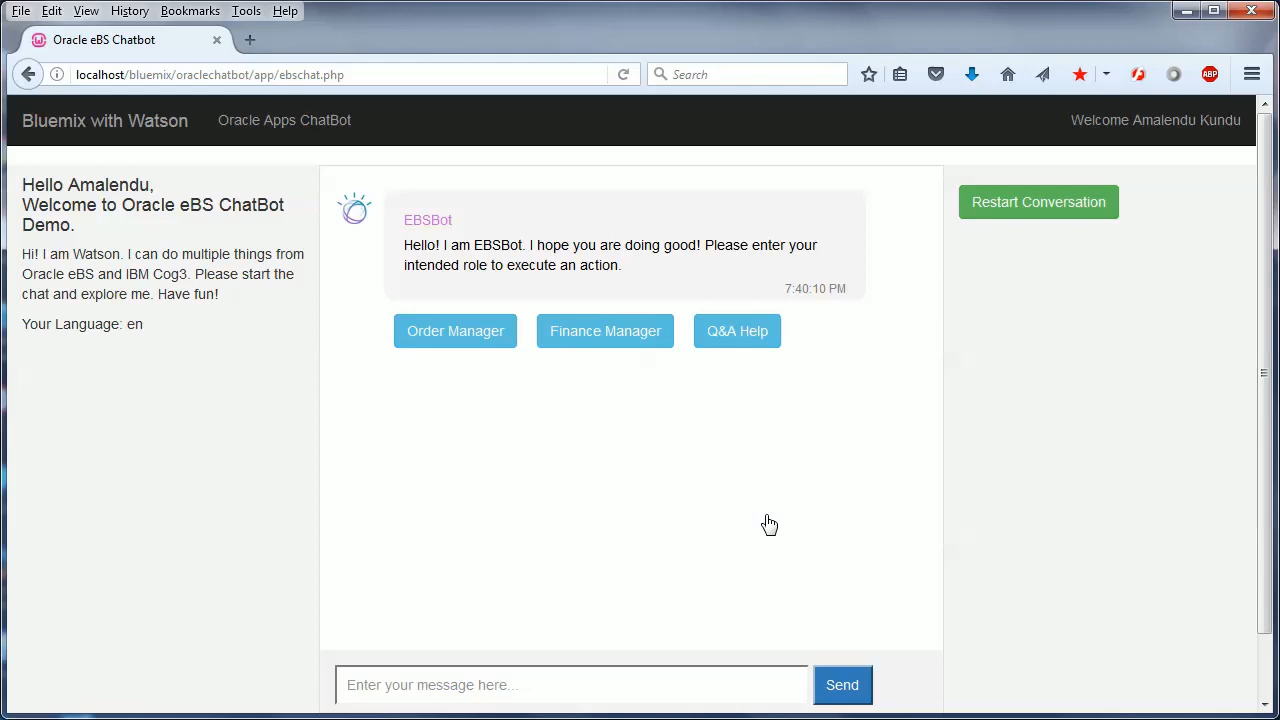 File Edit View History Bookmarks Tools Help
Oracle eBS Chatbot
localhost/bluemix/oraclechatbot/app/ebschat.php
Search
ABP
Bluemix with Watson Oracle Apps ChatBot Welcome Amalendu Kundu
Hello Amalendu,
Welcome to Oracle eBS ChatBot
Demo.
Hi! I am Watson. I can do multiple things from
Oracle eBS and IBM Cog3. Please start the
chat and explore me. Have fun!
Your Language: en
EBSBot
Hello! I am EBSBot. I hope you are doing good! Please enter your
intended role to execute an action.
7:40:10 PM
Order Manager Finance Manager Q&A Help
Restart Conversation
Enter your message here...
Send